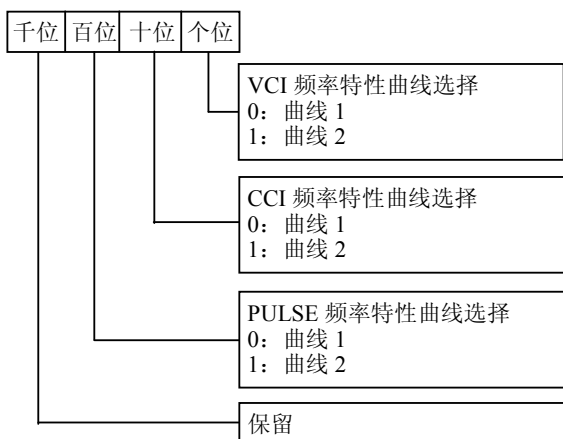 千位 百位 十位 个位
VCI 频率特性曲线选择
0：曲线 1
1：曲线 2
CCI 频率特性曲线选择
0：曲线 1
1：曲线 2
PULSE 频率特性曲线选择
0：曲线 1
1：曲线 2
保留